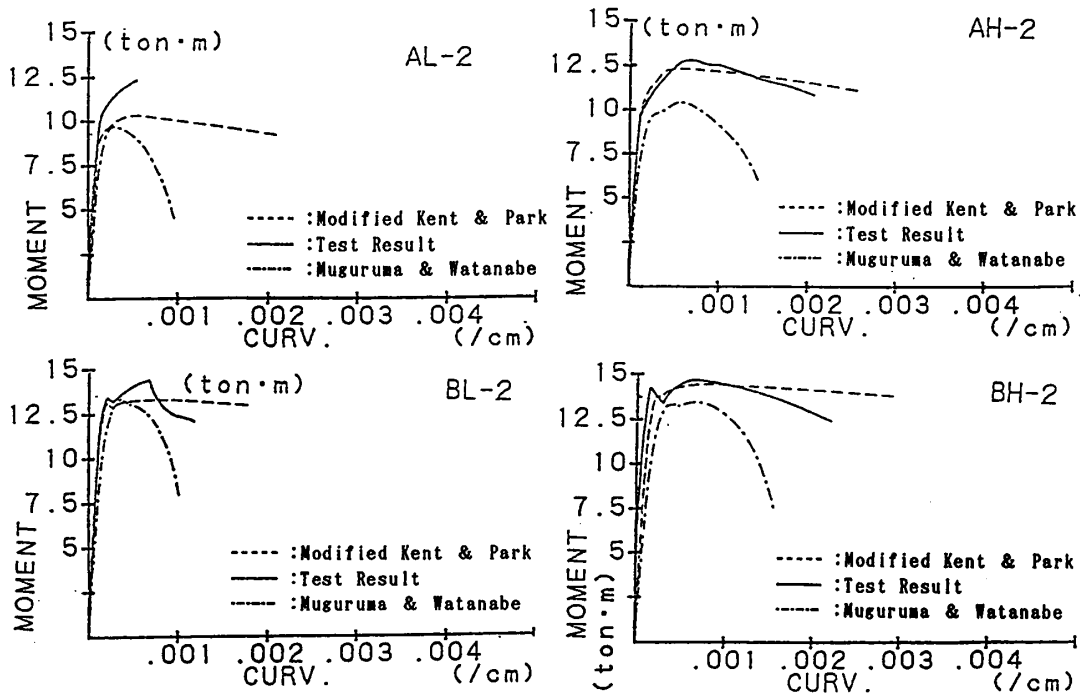 15
(ton·m)
AL-2
12.5
10
7.5
5
MOMENT
-----:Modified Kent & Park
——:Test Result
-·-·-:Muguruma & Watanabe
.001 .002 .003 .004
CURV. (/cm)
15
(ton·m)
AH-2
12.5
10
7.5
5
MOMENT
-----:Modified Kent & Park
——:Test Result
-·-·-:Muguruma & Watanabe
.001 .002 .003 .004
CURV. (/cm)
15
(ton·m)
BL-2
12.5
10
7.5
5
MOMENT
-----:Modified Kent & Park
——:Test Result
-·-·-:Muguruma & Watanabe
.001 .002 .003 .004
CURV. (/cm)
15
BH-2
12.5
10
7.5
5
MOMENT
(ton·m)
-----:Modified Kent & Park
——:Test Result
-·-·-:Muguruma & Watanabe
.001 .002 .003 .004
CURV. (/cm)